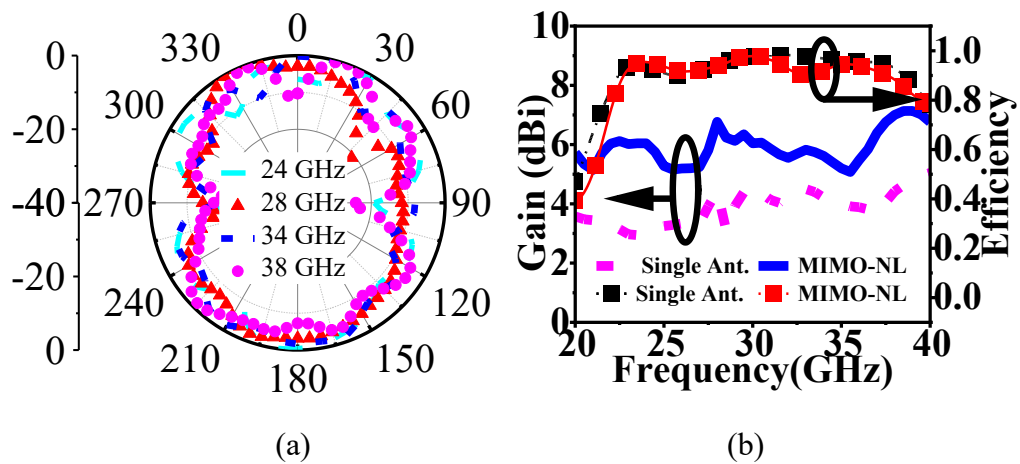 0
330
30
300
60
270
90
240
120
210
150
180
-0
-20
-40
-20
0
24 GHz
28 GHz
34 GHz
38 GHz
(a)
10
8
6
4
2
0
Gain (dBi)
1.0
0.8
0.6
0.4
0.2
0.0
Efficiency
Single Ant.
MIMO-NL
Single Ant.
MIMO-NL
20
25
30
35
40
Frequency(GHz)
(b)